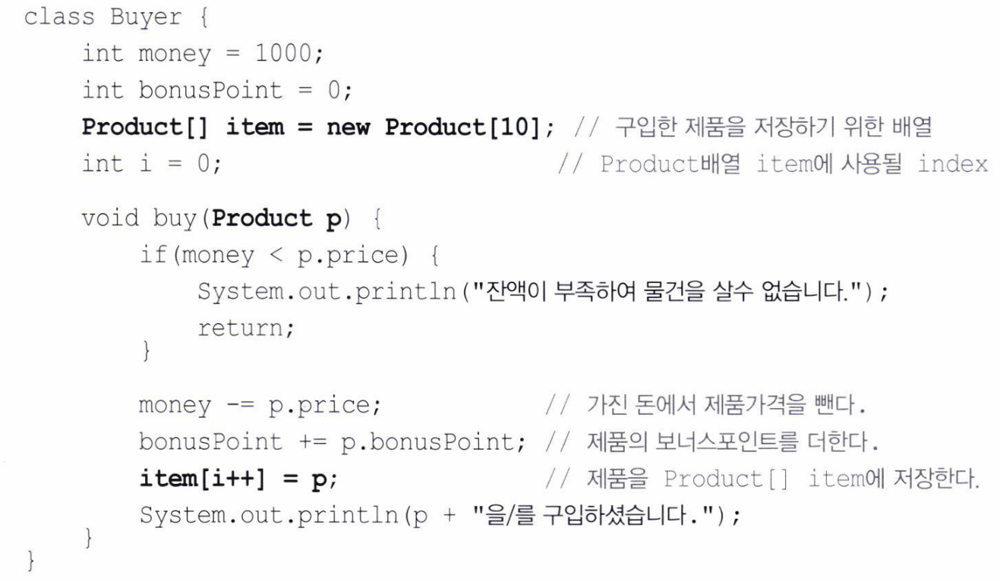 class Buyer {
int money = 1000;
int bonusPoint = 0;
Product[] item = new Product[10]; // 구입한 제품을 저장하기 위한 배열
int i = 0; // Product배열 item에 사용될 index
void buy(Product p) {
if(money < p.price) {
System.out.println("잔액이 부족하여 물건을 살수 없습니다.");
return;
}
money -= p.price; // 가진 돈에서 제품가격을 뺀다.
bonusPoint += p.bonusPoint; // 제품의 보너스포인트를 더한다.
item[i++] = p; // 제품을 Product[] item에 저장한다.
System.out.println(p + "을/를 구입하셨습니다.");
}
}